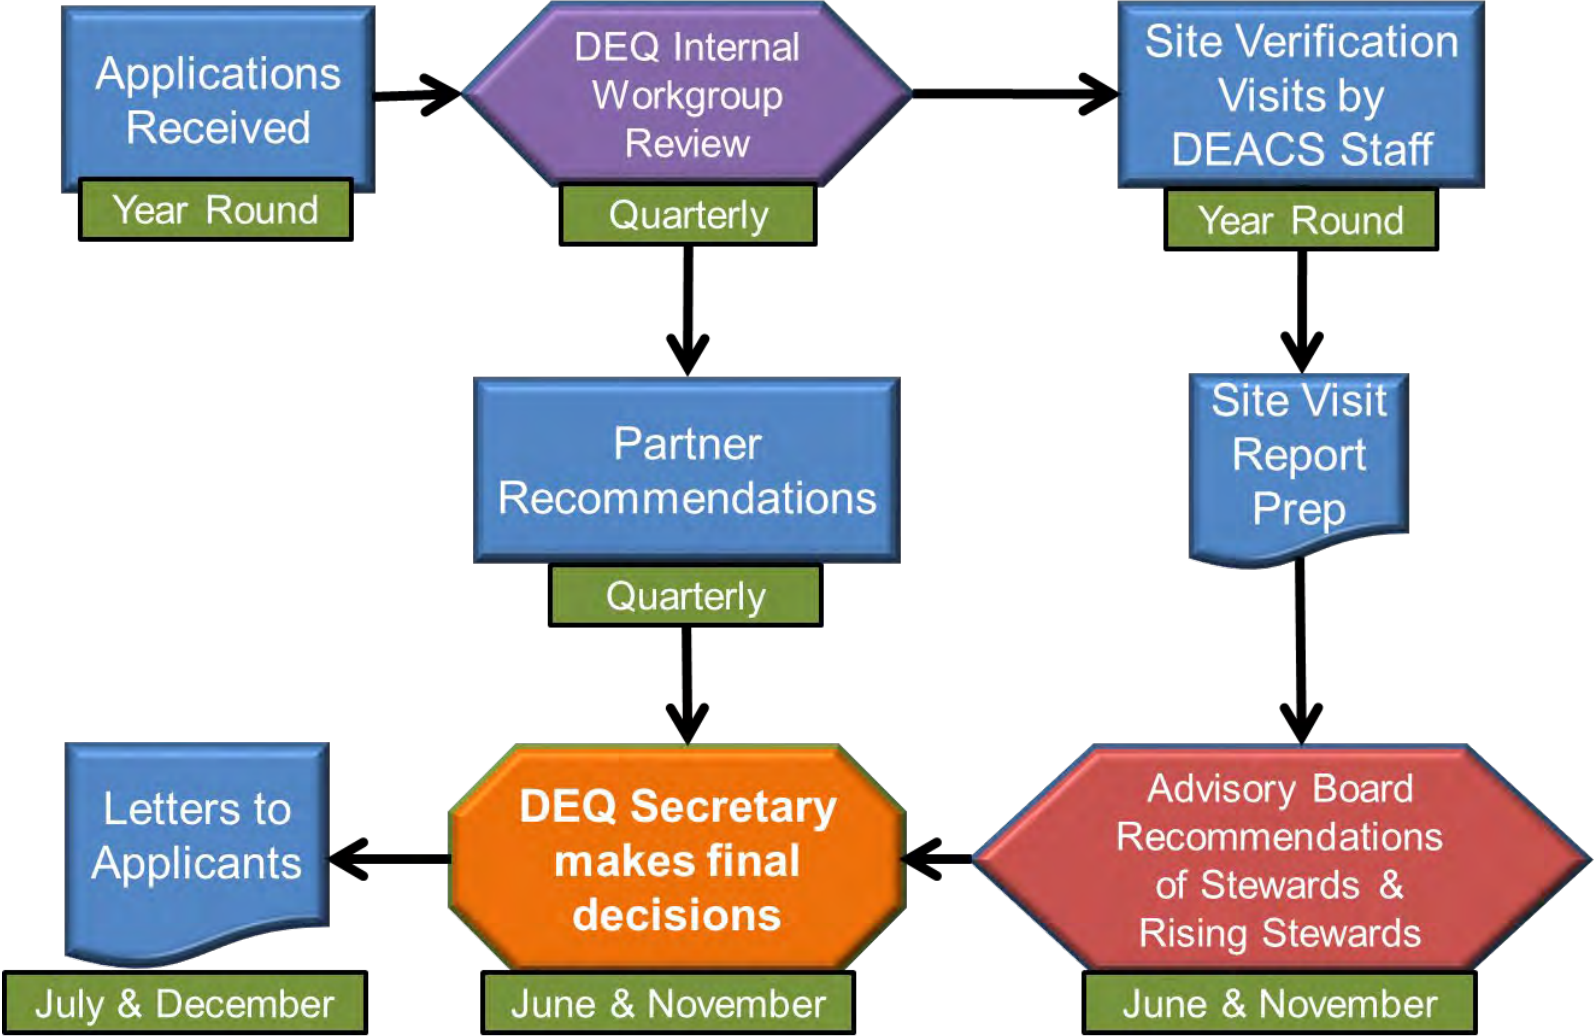 Applications
Received
Year Round
DEQ Internal
Workgroup
Review
Quarterly
Site Verification
Visits by
DEACS Staff
Year Round
Partner
Recommendations
Quarterly
Site Visit
Report
Prep
Letters to
Applicants
July & December
DEQ Secretary
makes final
decisions
June & November
Advisory Board
Recommendations
of Stewards &
Rising Stewards
June & November